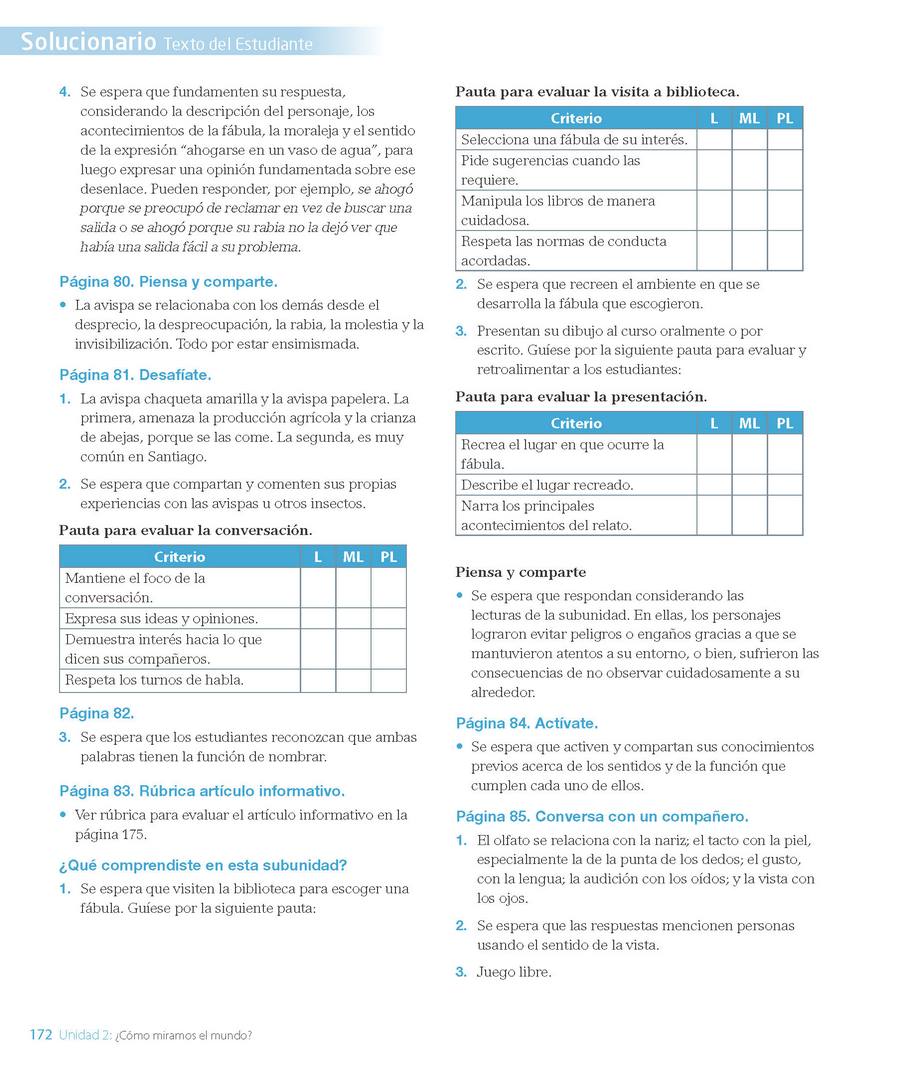 Solucionario Texto del Estudiante
4. Se espera que fundamenten su respuesta,
considerando la descripción del personaje, los
acontecimientos de la fábula, la moraleja y el sentido
de la expresión “ahogarse en un vaso de agua”, para
luego expresar una opinión fundamentada sobre ese
desenlace. Pueden responder, por ejemplo, se ahogó
porque se preocupó de reclamar en vez de buscar una
salida o se ahogó porque su rabia no la dejó ver que
había una salida fácil a su problema.
Página 80. Piensa y comparte.
• La avispa se relacionaba con los demás desde el
desprecio, la despreocupación, la rabia, la molestia y la
invisibilización. Todo por estar ensimismada.
Página 81. Desafíate.
1. La avispa chaqueta amarilla y la avispa papelera. La
primera, amenaza la producción agrícola y la crianza
de abejas, porque se las come. La segunda, es muy
común en Santiago.
2. Se espera que compartan y comenten sus propias
experiencias con las avispas u otros insectos.
Pauta para evaluar la conversación.
Criterio L ML PL
Mantiene el foco de la
conversación.
Expresa sus ideas y opiniones.
Demuestra interés hacia lo que
dicen sus compañeros.
Respeta los turnos de habla.
Página 82.
3. Se espera que los estudiantes reconozcan que ambas
palabras tienen la función de nombrar.
Página 83. Rúbrica artículo informativo.
• Ver rúbrica para evaluar el artículo informativo en la
página 175.
¿Qué comprendiste en esta subunidad?
1. Se espera que visiten la biblioteca para escoger una
fábula. Guíese por la siguiente pauta:
Pauta para evaluar la visita a biblioteca.
Criterio L ML PL
Selecciona una fábula de su interés.
Pide sugerencias cuando las
requiere.
Manipula los libros de manera
cuidadosa.
Respeta las normas de conducta
acordadas.
2. Se espera que recreen el ambiente en que se
desarrolla la fábula que escogieron.
3. Presentan su dibujo al curso oralmente o por
escrito. Guíese por la siguiente pauta para evaluar y
retroalimentar a los estudiantes:
Pauta para evaluar la presentación.
Criterio L ML PL
Recrea el lugar en que ocurre la
fábula.
Describe el lugar recreado.
Narra los principales
acontecimientos del relato.
Piensa y comparte
• Se espera que respondan considerando las
lecturas de la subunidad. En ellas, los personajes
lograron evitar peligros o engaños gracias a que se
mantuvieron atentos a su entorno, o bien, sufrieron las
consecuencias de no observar cuidadosamente a su
alrededor.
Página 84. Actívate.
• Se espera que activen y compartan sus conocimientos
previos acerca de los sentidos y de la función que
cumplen cada uno de ellos.
Página 85. Conversa con un compañero.
1. El olfato se relaciona con la nariz; el tacto con la piel,
especialmente la de la punta de los dedos; el gusto,
con la lengua; la audición con los oídos; y la vista con
los ojos.
2. Se espera que las respuestas mencionen personas
usando el sentido de la vista.
3. Juego libre.
172 Unidad 2: ¿Cómo miramos el mundo?